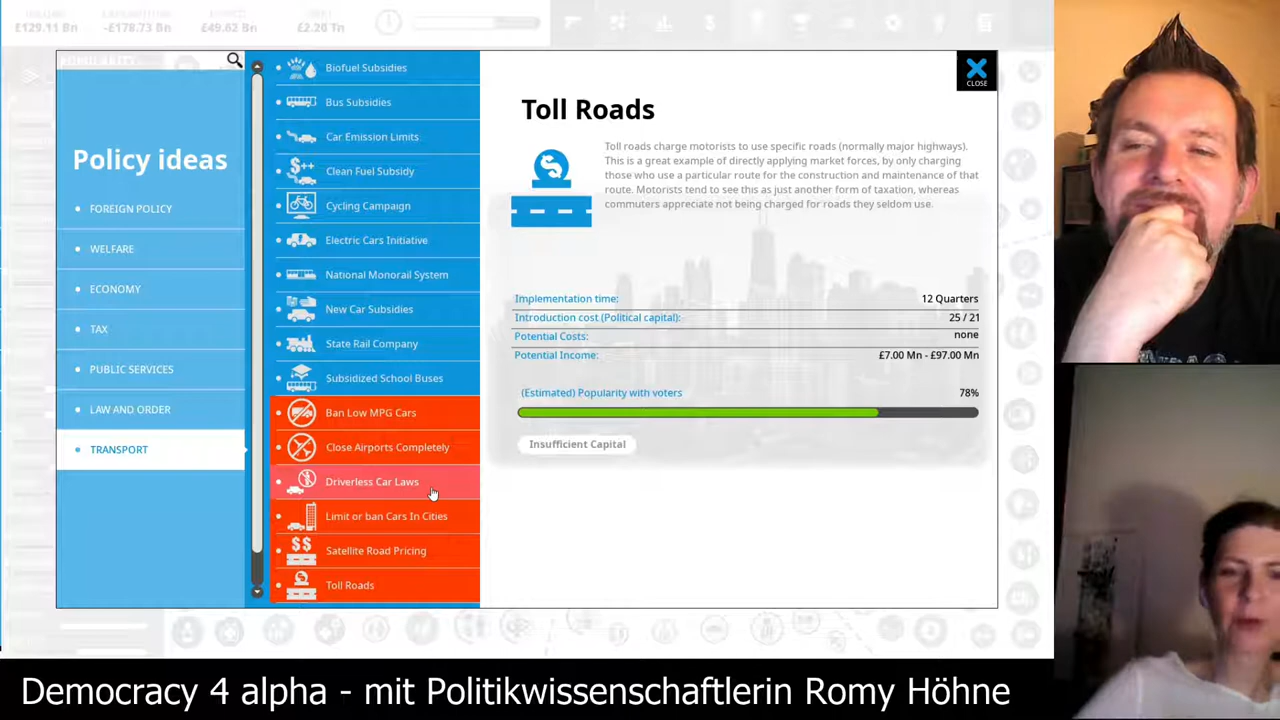 £129.11 Bn
-£178.73 Bn
£49.62 Bn
£2.20 Tn
Policy ideas
FOREIGN POLICY
WELFARE
ECONOMY
TAX
PUBLIC SERVICES
LAW AND ORDER
TRANSPORT
Biofuel Subsidies
Bus Subsidies
Car Emission Limits
Clean Fuel Subsidy
Cycling Campaign
Electric Cars Initiative
National Monorail System
New Car Subsidies
State Rail Company
Subsidized School Buses
Ban Low MPG Cars
Close Airports Completely
Driverless Car Laws
Limit or ban Cars In Cities
Satellite Road Pricing
Toll Roads
CLOSE
Toll Roads
Toll roads charge motorists to use specific roads (normally major highways).
This is a great example of directly applying market forces, by only charging
those who use a particular route for the construction and maintenance of that
route. Motorists tend to see this as just another form of taxation, whereas
commuters appreciate not being charged for roads they seldom use.
Implementation time: 12 Quarters
Introduction cost (Political capital): 25 / 21
Potential Costs: none
Potential Income: £7.00 Mn - £97.00 Mn
(Estimated) Popularity with voters 78%
Insufficient Capital
Democracy 4 alpha - mit Politikwissenschaftlerin Romy Höhne